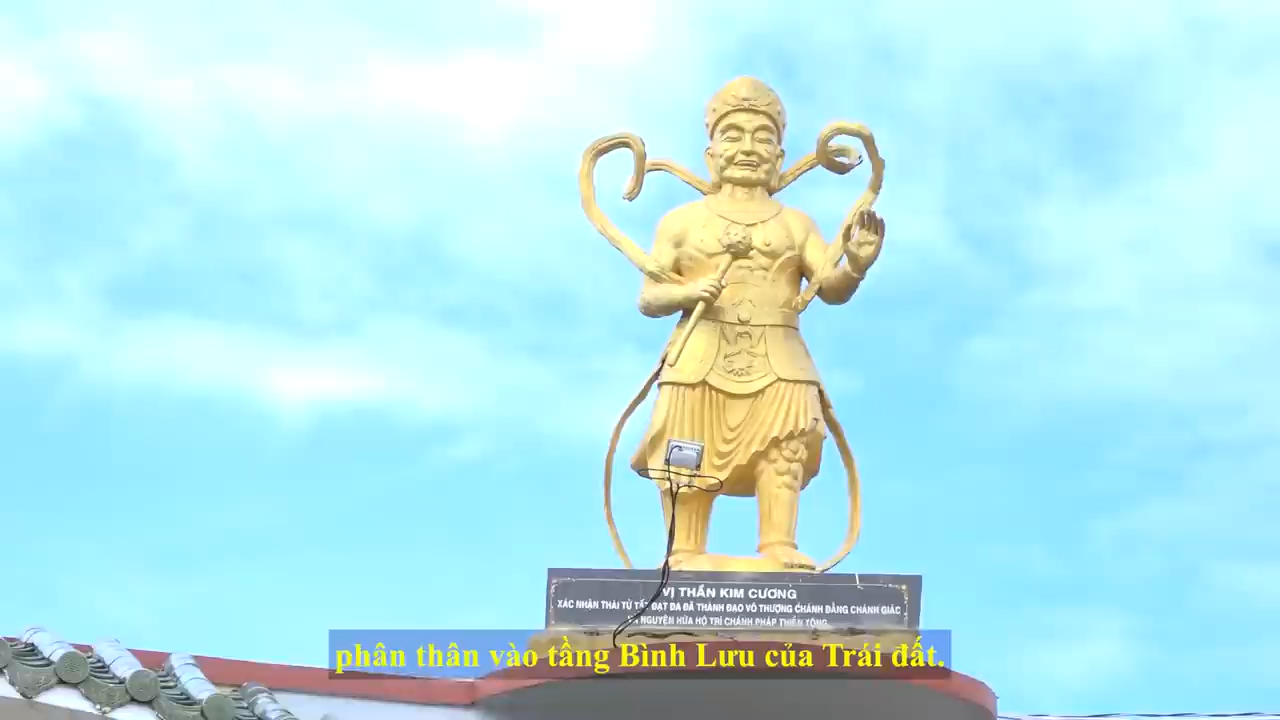 VỊ THẦN KIM CƯƠNG
XÁC NHẬN THÁI TỬ TẤT ĐẠT ĐA ĐÃ THÀNH ĐẠO VÔ THƯỢNG CHÁNH ĐẲNG CHÁNH GIÁC
NGUYỆN HỨA HỘ TRÌ CHÁNH PHÁP THIỀN TÔNG
phân thân vào tầng Bình Lưu của Trái đất.